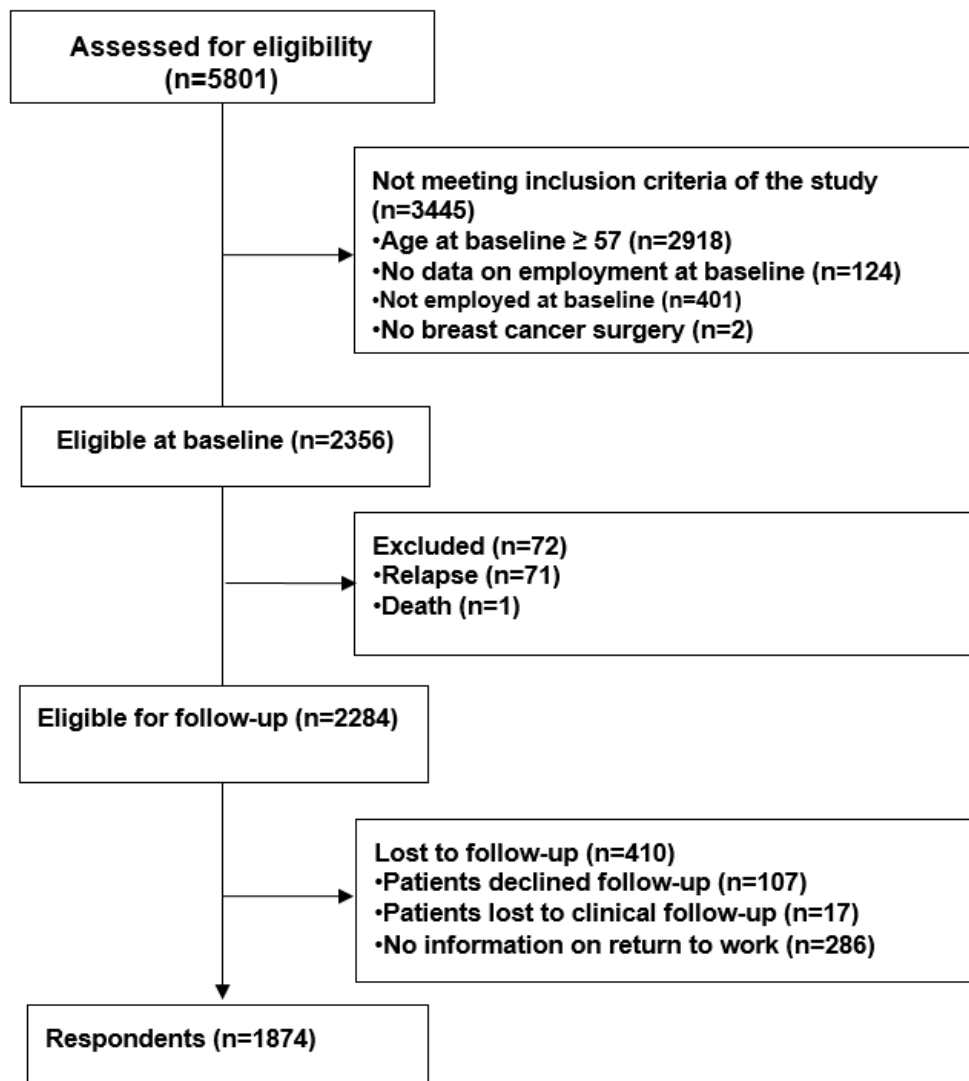 Assessed for eligibility
(n=5801)
Not meeting inclusion criteria of the study
(n=3445)
•Age at baseline ≥ 57 (n=2918)
•No data on employment at baseline (n=124)
•Not employed at baseline (n=401)
•No breast cancer surgery (n=2)
Eligible at baseline (n=2356)
Excluded (n=72)
•Relapse (n=71)
•Death (n=1)
Eligible for follow-up (n=2284)
Lost to follow-up (n=410)
•Patients declined follow-up (n=107)
•Patients lost to clinical follow-up (n=17)
•No information on return to work (n=286)
Respondents (n=1874)